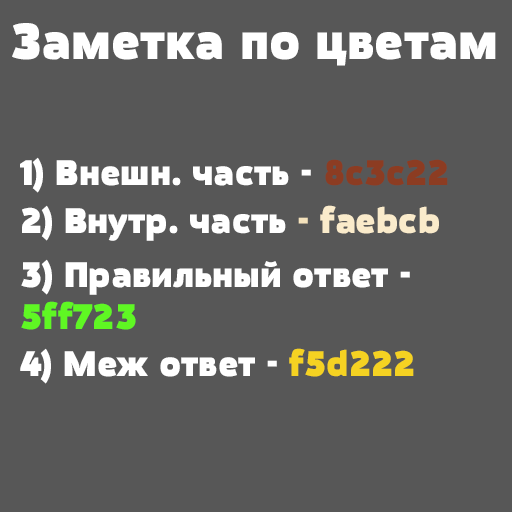 Заметка по цветам
1) Внешн. часть - 8c3c22
2) Внутр. часть - faebcb
3) Правильный ответ -
5ff723
4) Меж ответ - f5d222